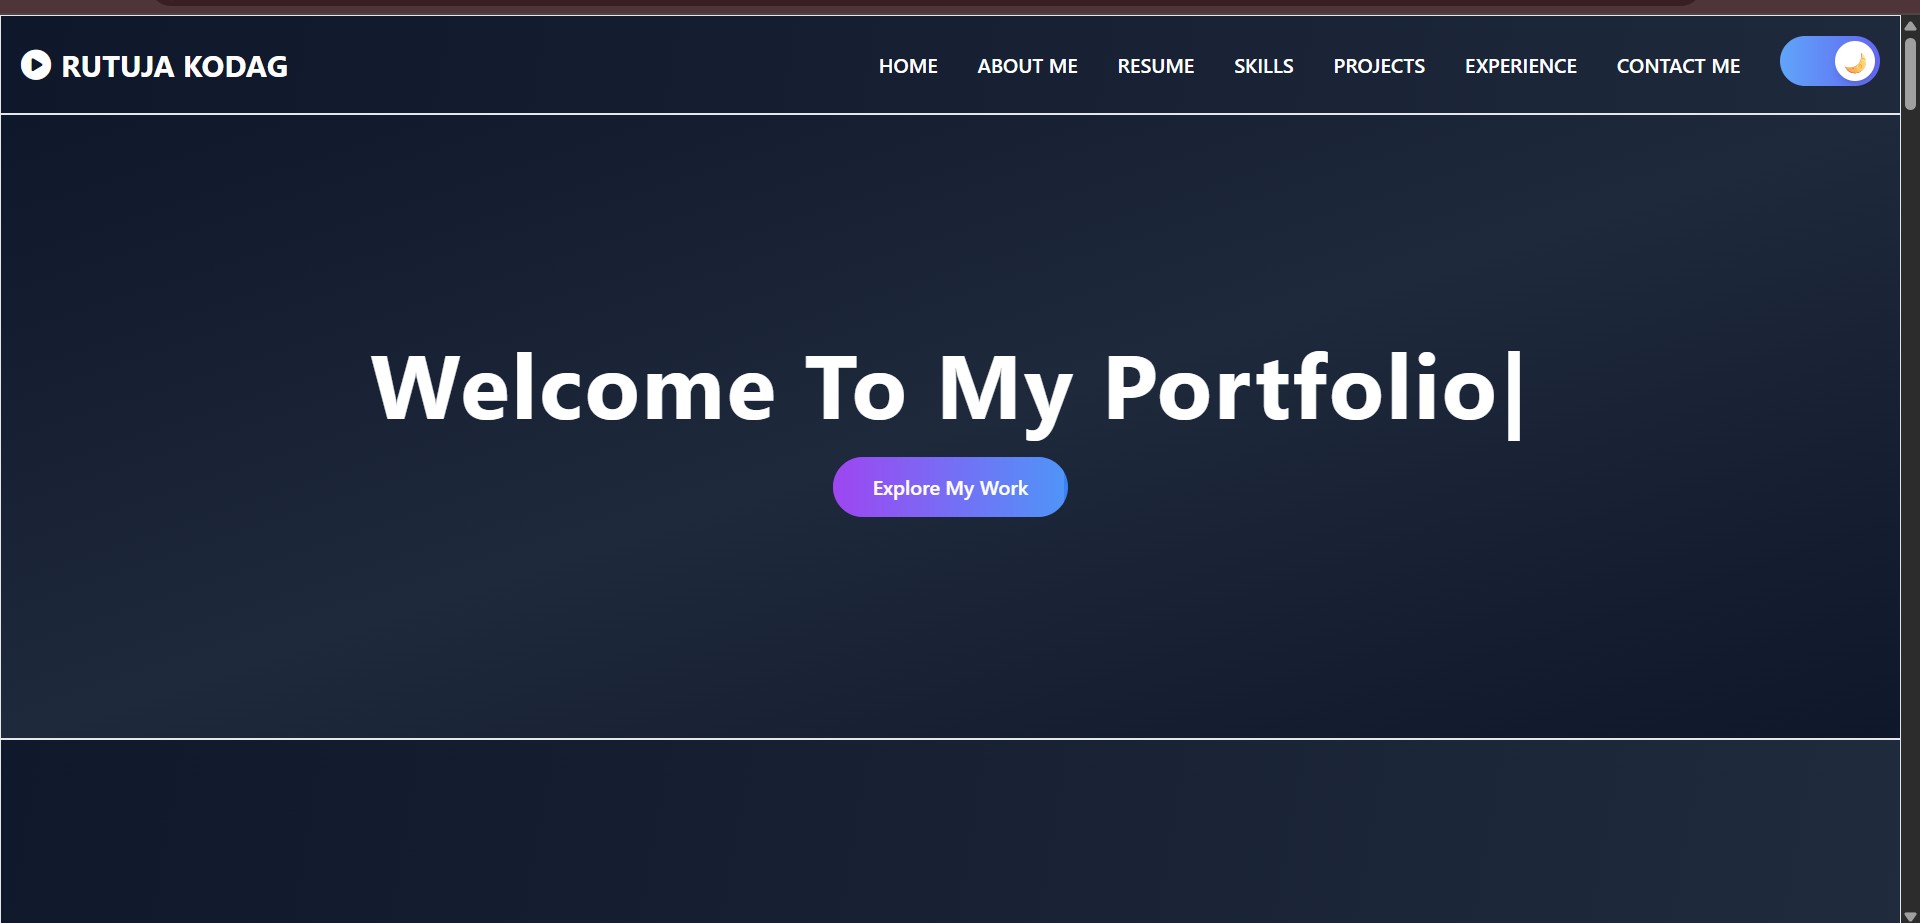 RUTUJA KODAG
HOME ABOUT ME RESUME SKILLS PROJECTS EXPERIENCE CONTACT ME
Welcome To My Portfolio|
Explore My Work